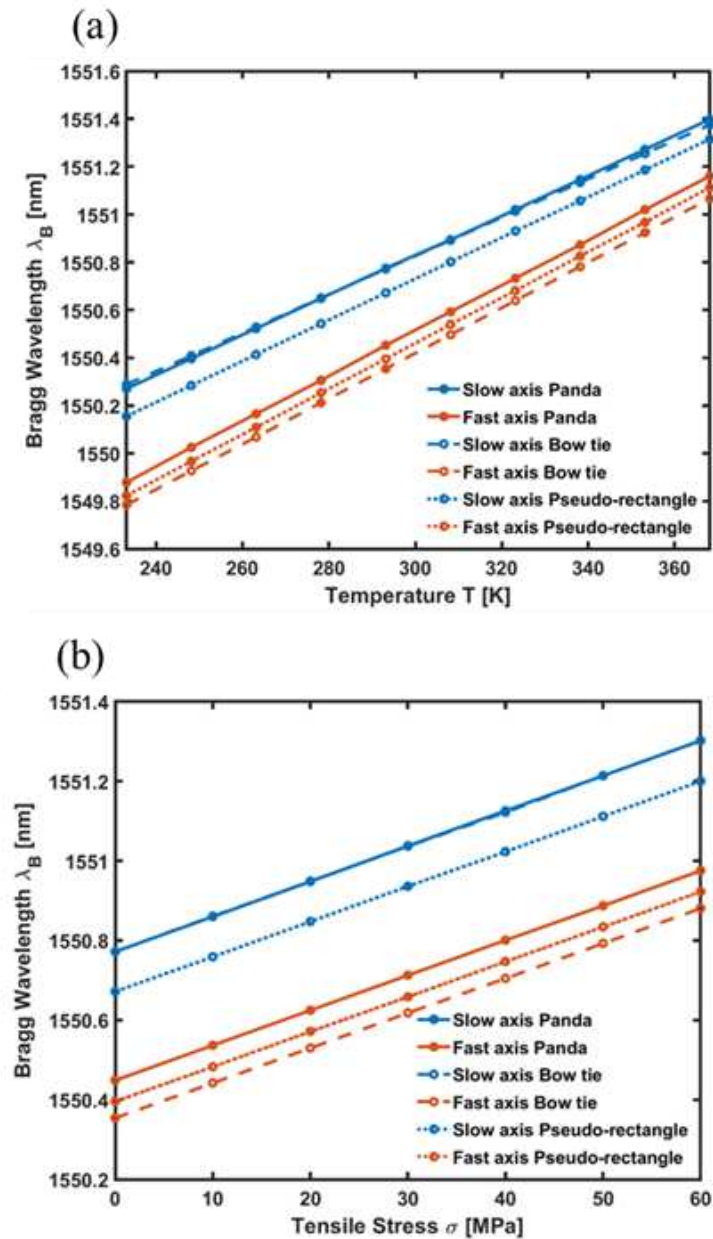 (a)
1551.6
1551.4
1551.2
1551
1550.8
1550.6
1550.4
1550.2
1550
1549.8
1549.6
Bragg Wavelength λB [nm]
Slow axis Panda
Fast axis Panda
Slow axis Bow tie
Fast axis Bow tie
Slow axis Pseudo-rectangle
Fast axis Pseudo-rectangle
240 260 280 300 320 340 360
Temperature T [K]
(b)
1551.4
1551.2
1551
1550.8
1550.6
1550.4
1550.2
Bragg Wavelength λB [nm]
Slow axis Panda
Fast axis Panda
Slow axis Bow tie
Fast axis Bow tie
Slow axis Pseudo-rectangle
Fast axis Pseudo-rectangle
0 10 20 30 40 50 60
Tensile Stress σ [MPa]